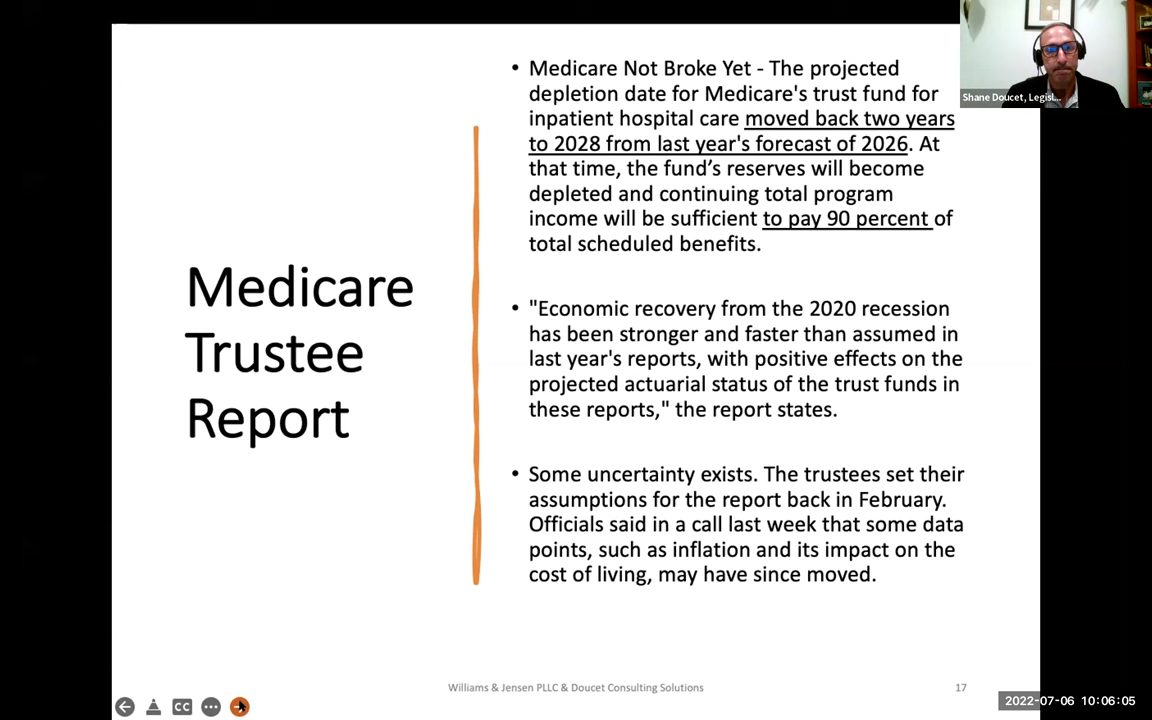 • Medicare Not Broke Yet - The projected
depletion date for Medicare's trust fund for
inpatient hospital care moved back two years
to 2028 from last year's forecast of 2026. At
that time, the fund’s reserves will become
depleted and continuing total program
income will be sufficient to pay 90 percent of
total scheduled benefits.
Medicare
Trustee
Report
• "Economic recovery from the 2020 recession
has been stronger and faster than assumed in
last year's reports, with positive effects on the
projected actuarial status of the trust funds in
these reports," the report states.
• Some uncertainty exists. The trustees set their
assumptions for the report back in February.
Officials said in a call last week that some data
points, such as inflation and its impact on the
cost of living, may have since moved.
Williams & Jensen PLLC & Doucet Consulting Solutions
17
Shane Doucet, Legisl...
CC
2022-07-06 10:06:05